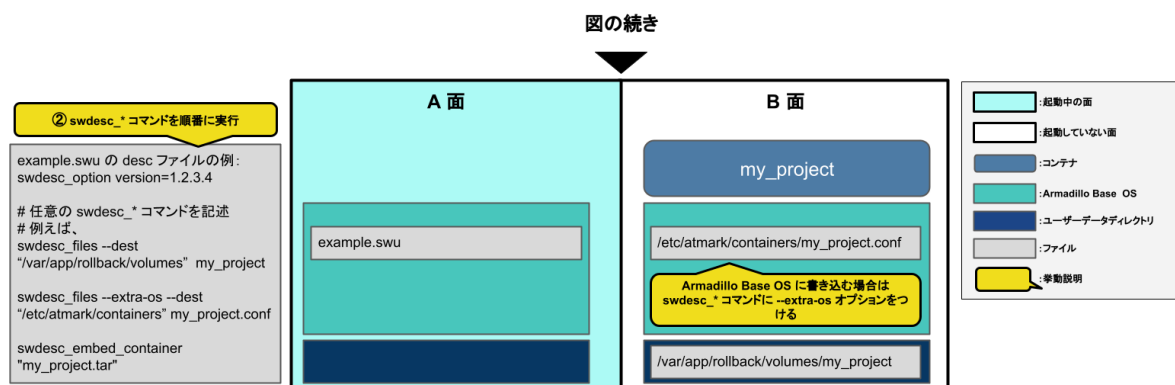 図の続き
② swdesc_* コマンドを順番に実行
example.swu の desc ファイルの例：
swdesc_option version=1.2.3.4
# 任意の swdesc_* コマンドを記述
# 例えば、
swdesc_files --dest
“/var/app/rollback/volumes” my_project
swdesc_files --extra-os --dest
“/etc/atmark/containers” my_project.conf
swdesc_embed_container
"my_project.tar"
A 面
example.swu
B 面
my_project
/etc/atmark/containers/my_project.conf
Armadillo Base OS に書き込む場合は
swdesc_* コマンドに --extra-os オプションをつ
ける
/var/app/rollback/volumes/my_project
:起動中の面
:起動していない面
:コンテナ
:Armadillo Base OS
:ユーザーデータディレクトリ
:ファイル
:挙動説明